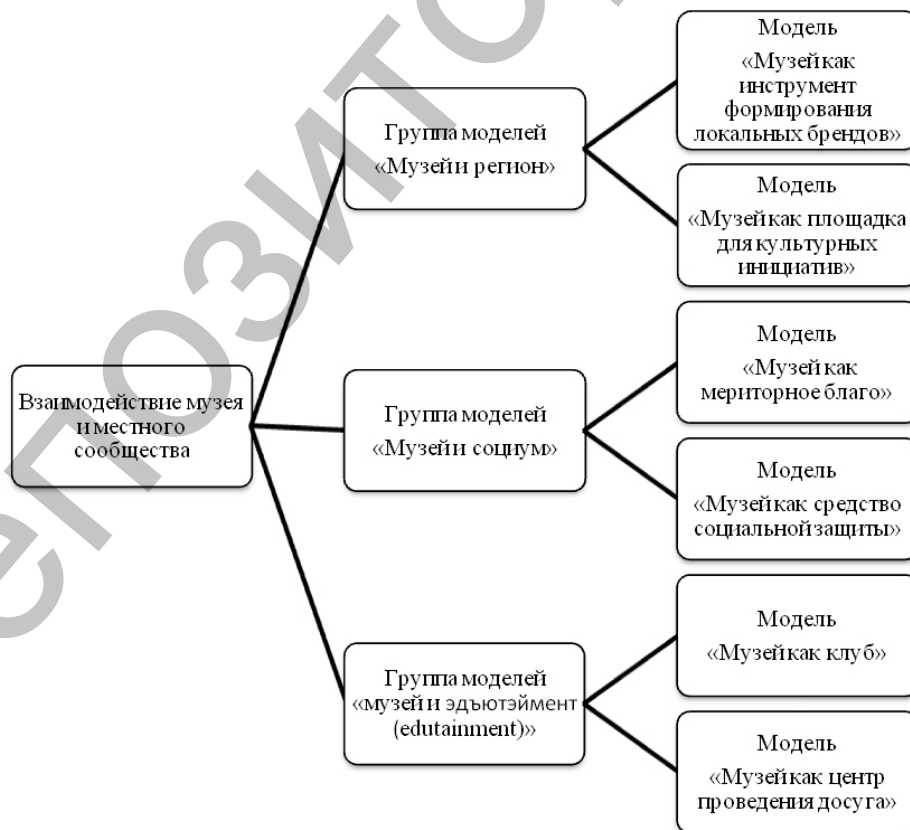 Взаимодействие музея
и местного
сообщества
Группа моделей
«Музей и регион»
Модель
«Музей как
инструмент
формирования
локальных брендов»
Модель
«Музей как площадка
для культурных
инициатив»
Группа моделей
«Музей и социум»
Модель
«Музей как
мериторное благо»
Модель
«Музей как средство
социальной защиты»
Группа моделей
«музей и эдъютэймент
(edutainment)»
Модель
«Музей как клуб»
Модель
«Музей как центр
проведения досуга»